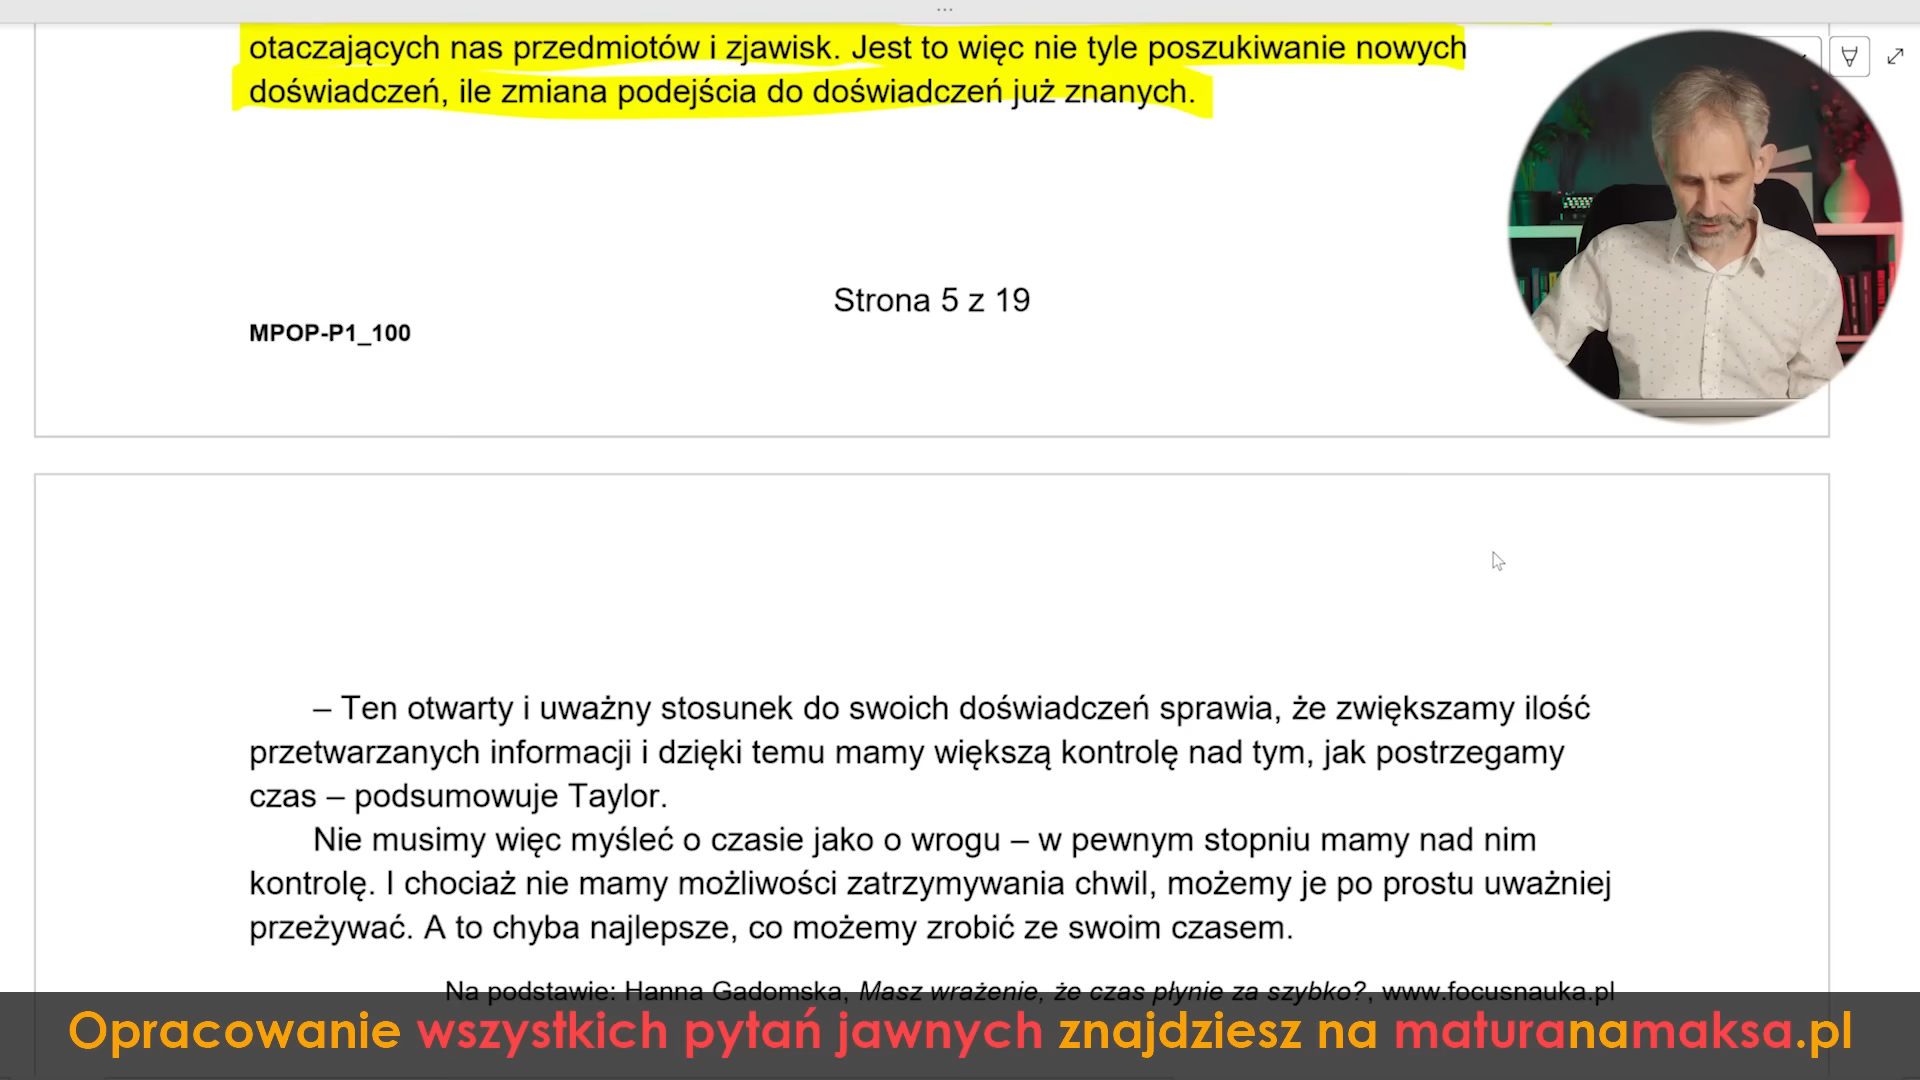 otaczających nas przedmiotów i zjawisk. Jest to więc nie tyle poszukiwanie nowych
doświadczeń, ile zmiana podejścia do doświadczeń już znanych.
Strona 5 z 19
MPOP-P1_100
– Ten otwarty i uważny stosunek do swoich doświadczeń sprawia, że zwiększamy ilość
przetwarzanych informacji i dzięki temu mamy większą kontrolę nad tym, jak postrzegamy
czas – podsumowuje Taylor.
Nie musimy więc myśleć o czasie jako o wrogu – w pewnym stopniu mamy nad nim
kontrolę. I chociaż nie mamy możliwości zatrzymywania chwil, możemy je po prostu uważniej
przeżywać. A to chyba najlepsze, co możemy zrobić ze swoim czasem.
Na podstawie: Hanna Gadomska, Masz wrażenie, że czas płynie za szybko?, www.focusnauka.pl
Opracowanie wszystkich pytań jawnych znajdziesz na maturanamaksa.pl